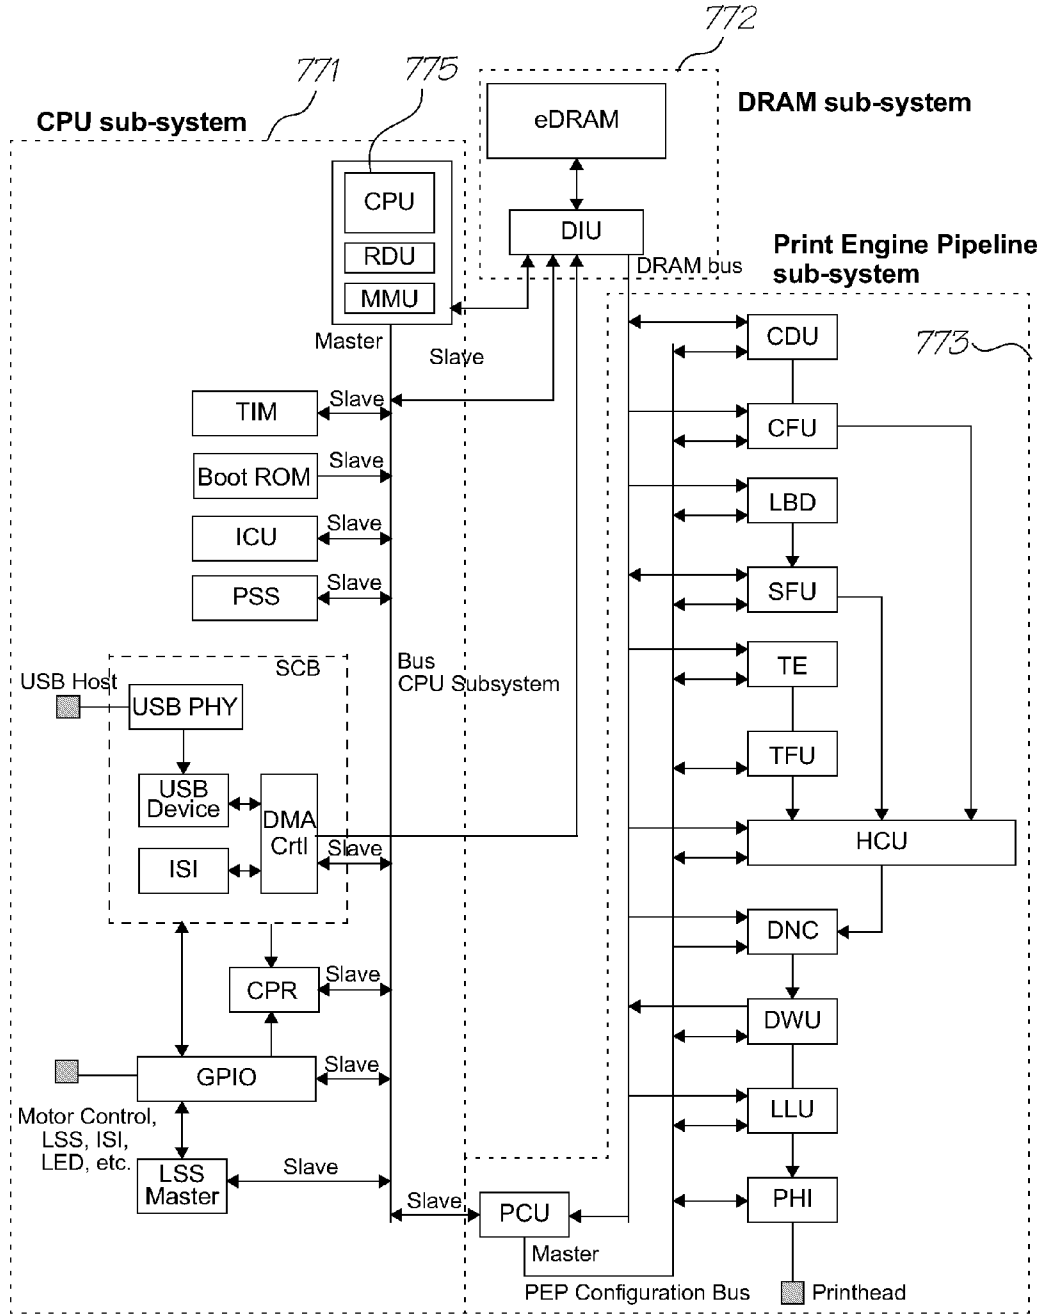 772
771
775
CPU sub-system
DRAM sub-system
eDRAM
CPU
RDU
MMU
DIU
DRAM bus
Print Engine Pipeline
sub-system
773
Master
Slave
CDU
TIM
Slave
CFU
Boot ROM
Slave
LBD
ICU
Slave
PSS
Slave
SFU
SCB
Bus
CPU Subsystem
TE
USB Host
USB PHY
TFU
USB
Device
DMA
Crtl
Slave
HCU
ISI
DNC
CPR
Slave
DWU
GPIO
Slave
Motor Control,
LSS, ISI,
LED, etc.
LLU
LSS
Master
Slave
PHI
Slave
PCU
Master
PEP Configuration Bus
Printhead